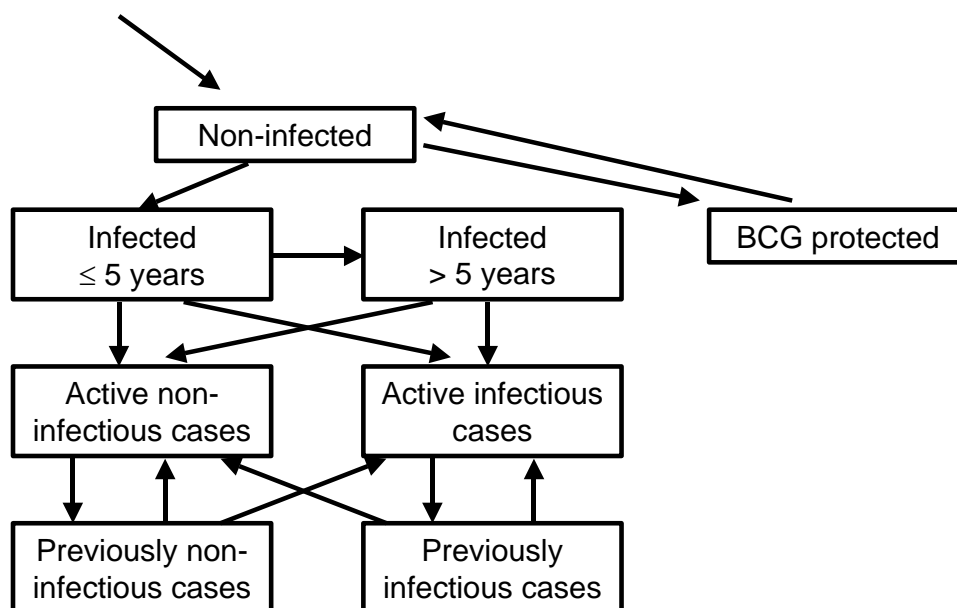 Non-infected
Infected
≤ 5 years
Infected
> 5 years
BCG protected
Active non-
infectious cases
Active infectious
cases
Previously non-
infectious cases
Previously
infectious cases